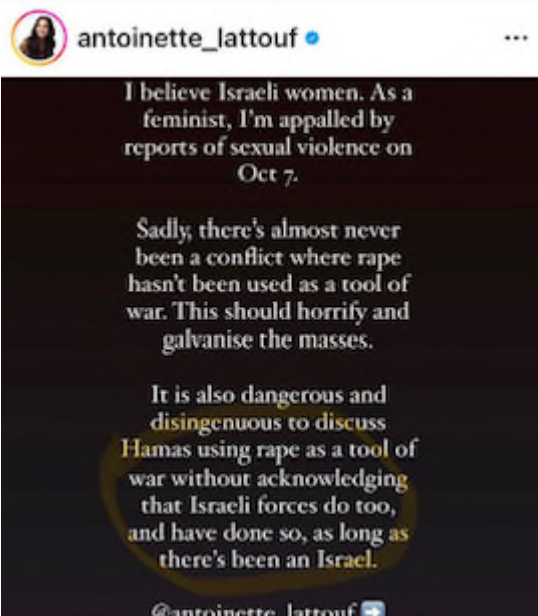 antoinette_lattouf
I believe Israeli women. As a
feminist, I'm appalled by
reports of sexual violence on
Oct 7.
Sadly, there's almost never
been a conflict where rape
hasn't been used as a tool of
war. This should horrify and
galvanise the masses.
It is also dangerous and
disingenuous to discuss
Hamas using rape as a tool of
war without acknowledging
that Israeli forces do too,
and have done so, as long as
there's been an Israel.
@antoinette_lattouf